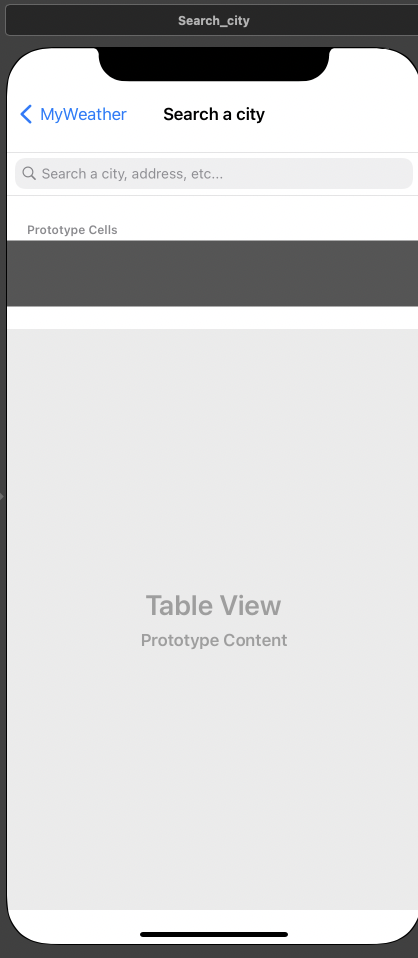 Search_city
MyWeather
Search a city
Search a city, address, etc...
Prototype Cells
Table View
Prototype Content